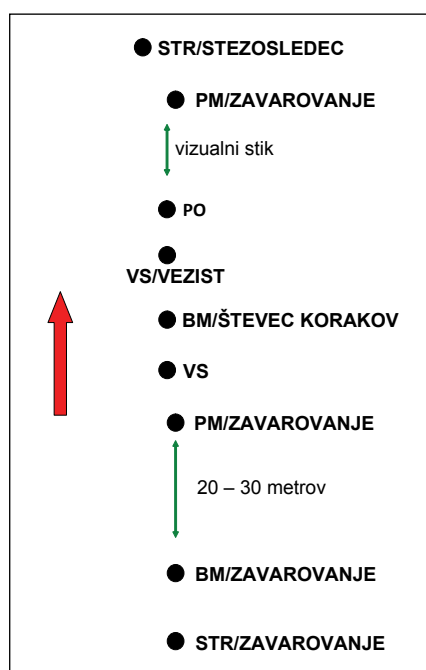 STR/STEZOSLEDEC
PM/ZAVAROVANJE
vizualni stik
PO
VS/VEZIST
BM/ŠTEVEC KORAKOV
VS
PM/ZAVAROVANJE
20 – 30 metrov
BM/ZAVAROVANJE
STR/ZAVAROVANJE